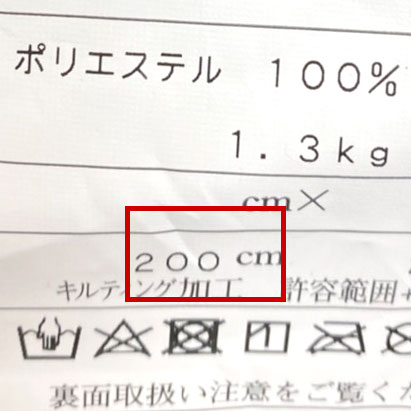 ポリエステル 100%
1.3kg
cm×
200 cm
キルティング加工 許容範囲
裏面取扱い注意をご覧く